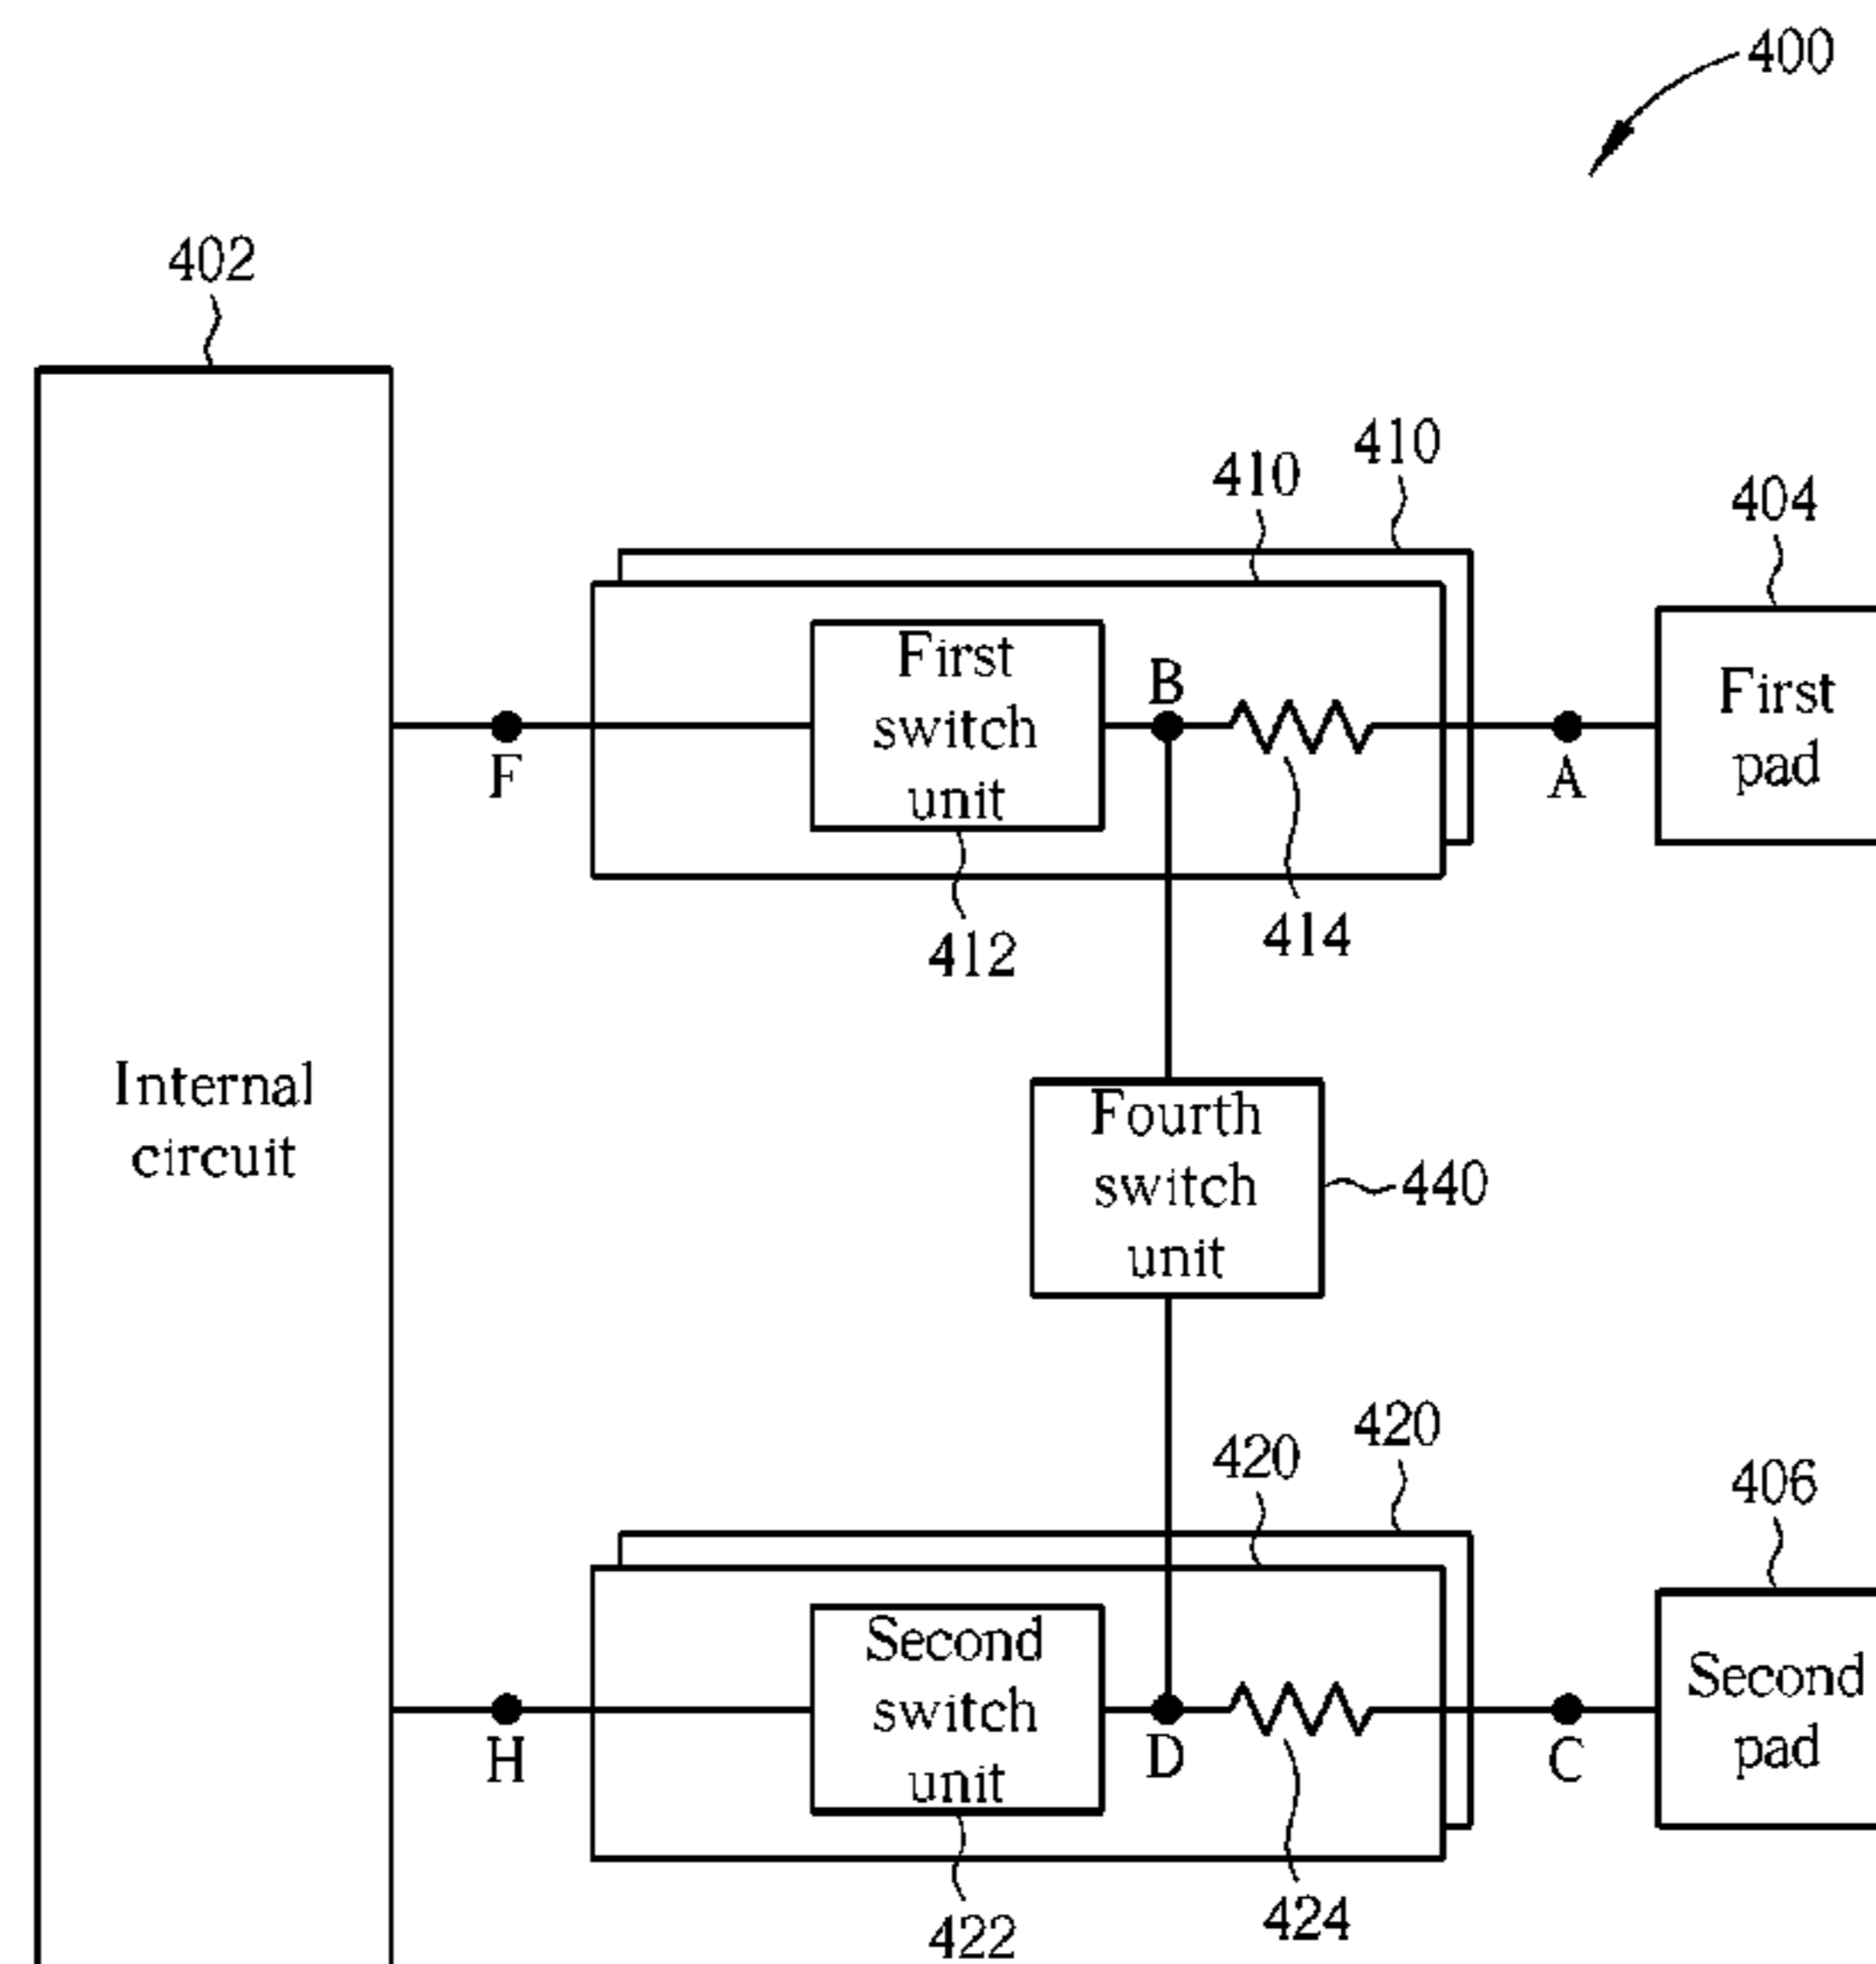 400
402
410
410
404
First
switch
unit
B
F
A
First
pad
412
414
Internal
circuit
Fourth
switch
unit
440
420
420
406
Second
switch
unit
H
D
C
Second
pad
422
424